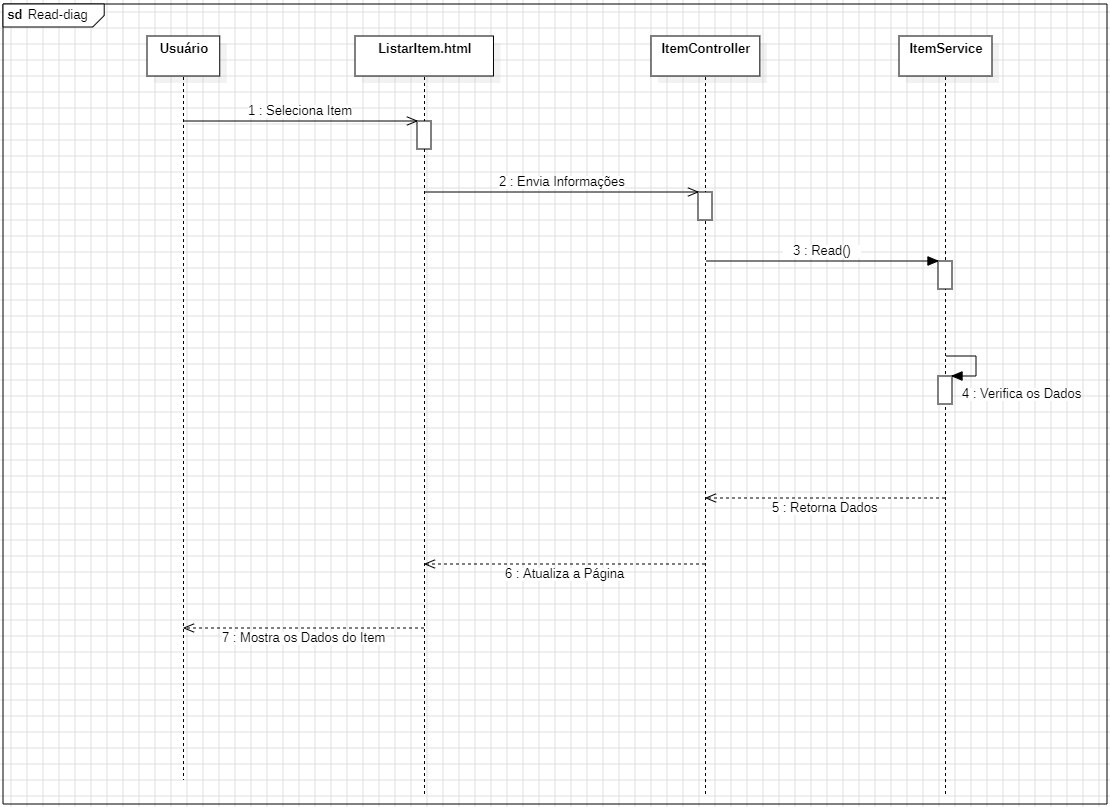 sd Read-diag
Usuário
ListarItem.html
ItemController
ItemService
1 : Seleciona Item
2 : Envia Informações
3 : Read()
4 : Verifica os Dados
5 : Retorna Dados
6 : Atualiza a Página
7 : Mostra os Dados do Item